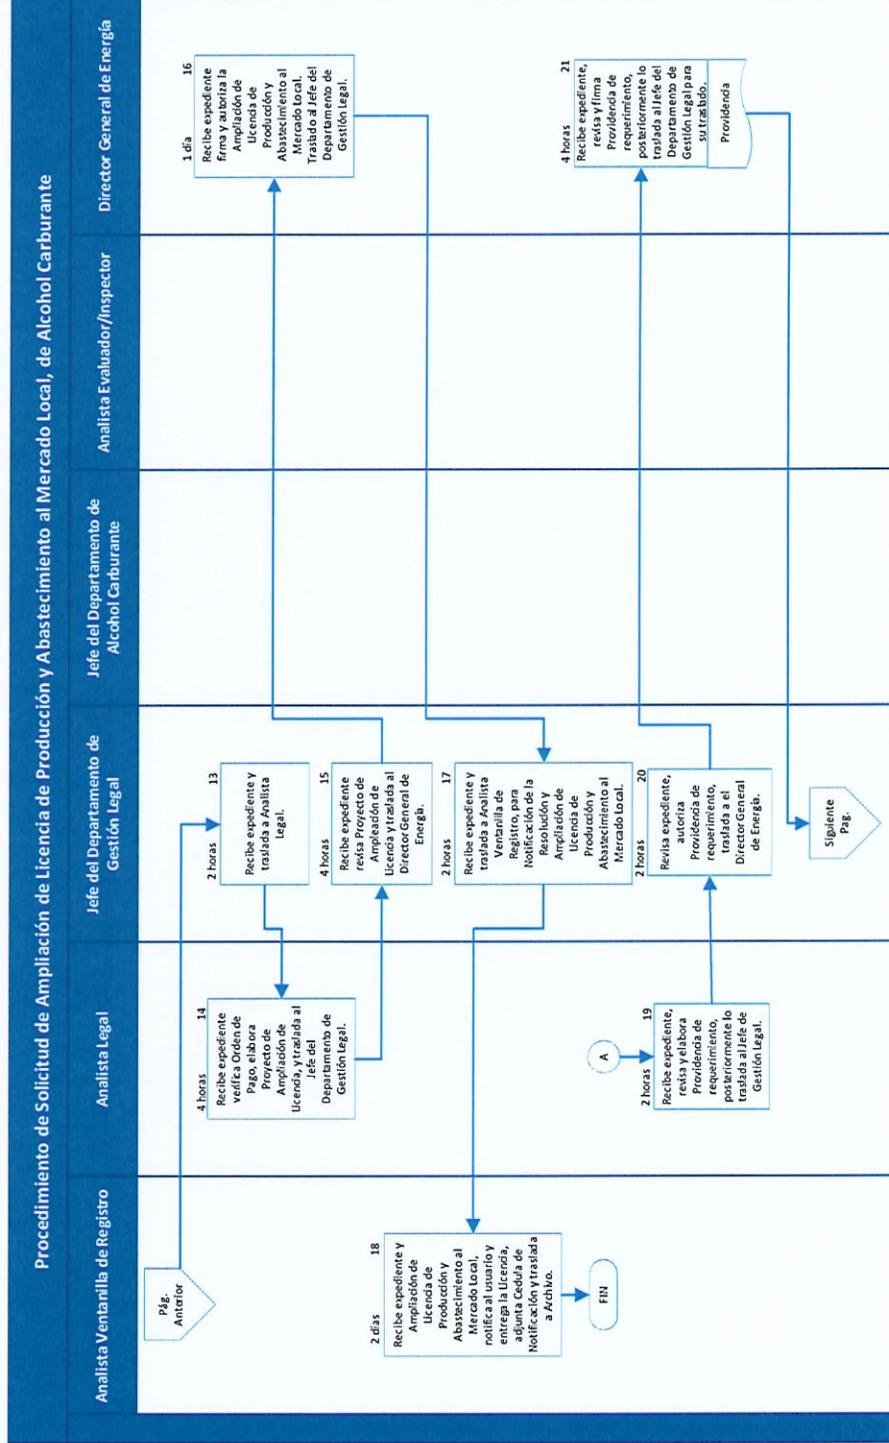 Procedimiento de Solicitud de Ampliación de Licencia de Producción y Abastecimiento al Mercado Local, de Alcohol Carburante
Analista Ventanilla de Registro
Analista Legal
Jefe del Departamento de
Gestión Legal
Jefe del Departamento de
Alcohol Carburante
Analista Evaluador/Inspector
Director General de Energía
Pág.
Anterior
2 horas 13
Recibe expediente y
traslada a Analista
Legal.
4 horas 14
Recibe expediente
verifica Orden de
Pago, elabora
Proyecto de
Ampliación de
Licencia, y traslada al
Jefe del
Departamento de
Gestión Legal.
4 horas 15
Recibe expediente
revisa Proyecto de
Ampleación de
Licencia y traslada al
Director General de
Energía.
1 día 16
Recibe expediente
firma y autoriza la
Ampliación de
Licencia de
Producción y
Abastecimiento al
Mercado Local.
Traslado al Jefe del
Departamento de
Gestión Legal.
2 horas 17
Recibe expediente y
traslada a Analista
Ventanilla de
Registro, para
Notificación de la
Resolución y
Ampliación de
Licencia de
Producción y
Abastecimiento al
Mercado Local.
2 días 18
Recibe expediente y
Ampliación de
Licencia de
Producción y
Abastecimiento al
Mercado Local,
notifica al usuario y
entrega la Licencia,
adjunta Cedula de
Notificación y traslada
a Archivo.
FIN
A
2 horas 19
Recibe expediente,
revisa y elabora
Providencia de
requerimiento,
posteriormente lo
traslada al Jefe de
Gestión Legal.
2 horas 20
Revisa expediente,
autoriza
Providencia de
requerimiento,
traslada a el
Director General
de Energía.
4 horas 21
Recibe expediente,
revisa y firma
Providencia de
requerimiento,
posteriormente lo
traslada al Jefe del
Departamento de
Gestión Legal para
su traslado.
Providencia
Siguiente
Pag.